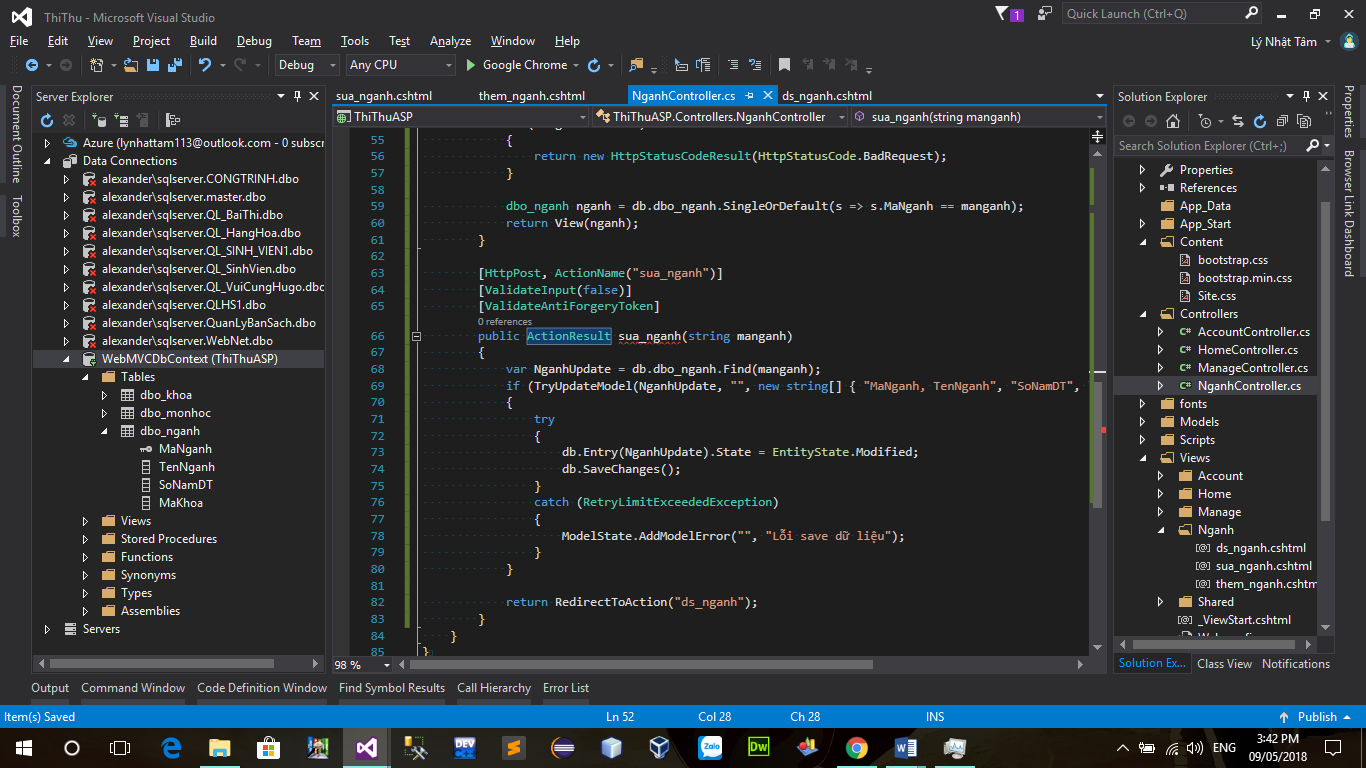 ThiThu - Microsoft Visual Studio
1
Quick Launch (Ctrl+Q)
File Edit View Project Build Debug Team Tools Test Analyze Window Help
Lý Nhật Tâm
Debug Any CPU Google Chrome
Document Outline
Toolbox
Server Explorer
Azure (lynhattam113@outlook.com - 0 subscr
Data Connections
alexander\sqlserver.CONGTRINH.dbo
alexander\sqlserver.master.dbo
alexander\sqlserver.QL_BaiThi.dbo
alexander\sqlserver.QL_HangHoa.dbo
alexander\sqlserver.QL_SINH_VIEN1.dbo
alexander\sqlserver.QL_SinhVien.dbo
alexander\sqlserver.QL_VuiCungHugo.dbo
alexander\sqlserver.QLHS1.dbo
alexander\sqlserver.QuanLyBanSach.dbo
alexander\sqlserver.WebNet.dbo
WebMVCDbContext (ThiThuASP)
Tables
dbo_khoa
dbo_monhoc
dbo_nganh
MaNganh
TenNganh
SoNamDT
MaKhoa
Views
Stored Procedures
Functions
Synonyms
Types
Assemblies
Servers
sua_nganh.cshtml them_nganh.cshtml NganhController.cs ds_nganh.cshtml
ThiThuASP ThiThuASP.Controllers.NganhController sua_nganh(string manganh)
55 {
56 return new HttpStatusCodeResult(HttpStatusCode.BadRequest);
57 }
58
59 dbo_nganh nganh = db.dbo_nganh.SingleOrDefault(s => s.MaNganh == manganh);
60 return View(nganh);
61 }
62
63 [HttpPost, ActionName("sua_nganh")]
64 [ValidateInput(false)]
65 [ValidateAntiForgeryToken]
0 references
66 public ActionResult sua_nganh(string manganh)
67 {
68 var NganhUpdate = db.dbo_nganh.Find(manganh);
69 if (TryUpdateModel(NganhUpdate, "", new string[] { "MaNganh, TenNganh", "SoNamDT",
70 {
71 try
72 {
73 db.Entry(NganhUpdate).State = EntityState.Modified;
74 db.SaveChanges();
75 }
76 catch (RetryLimitExceededException)
77 {
78 ModelState.AddModelError("", "Lỗi save dữ liệu");
79 }
80 }
81
82 return RedirectToAction("ds_nganh");
83 }
84 }
85 }
98 %
Solution Explorer
Search Solution Explorer (Ctrl+;)
Properties
References
App_Data
App_Start
Content
bootstrap.css
bootstrap.min.css
Site.css
Controllers
C# AccountController.cs
C# HomeController.cs
C# ManageController.cs
C# NganhController.cs
fonts
Models
Scripts
Views
Account
Home
Manage
Nganh
ds_nganh.cshtml
sua_nganh.cshtml
them_nganh.cshtm
Shared
_ViewStart.cshtml
Solution Ex... Class View Notifications
Properties
Browser Link Dashboard
Output Command Window Code Definition Window Find Symbol Results Call Hierarchy Error List
Item(s) Saved Ln 52 Col 28 Ch 28 INS Publish
DEV
Zalo
Dw
ENG
3:42 PM
09/05/2018